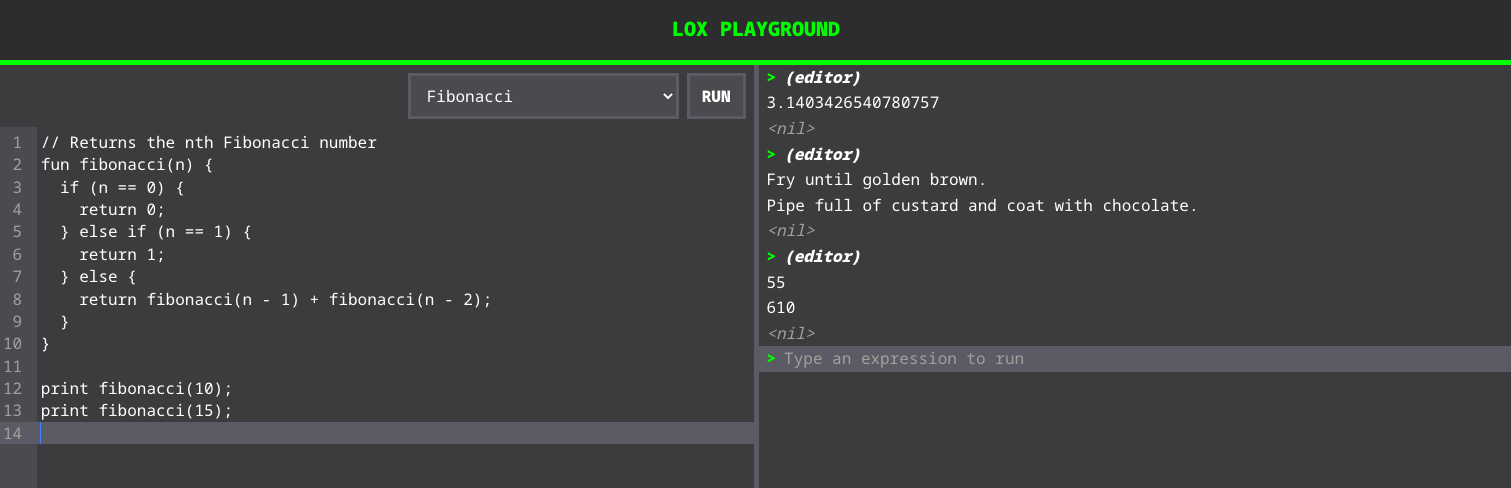 LOX PLAYGROUND
Fibonacci
RUN
1 // Returns the nth Fibonacci number
2 fun fibonacci(n) {
3   if (n == 0) {
4     return 0;
5   } else if (n == 1) {
6     return 1;
7   } else {
8     return fibonacci(n - 1) + fibonacci(n - 2);
9   }
10 }
11
12 print fibonacci(10);
13 print fibonacci(15);
14
> (editor)
3.1403426540780757
<nil>
> (editor)
Fry until golden brown.
Pipe full of custard and coat with chocolate.
<nil>
> (editor)
55
610
<nil>
> Type an expression to run